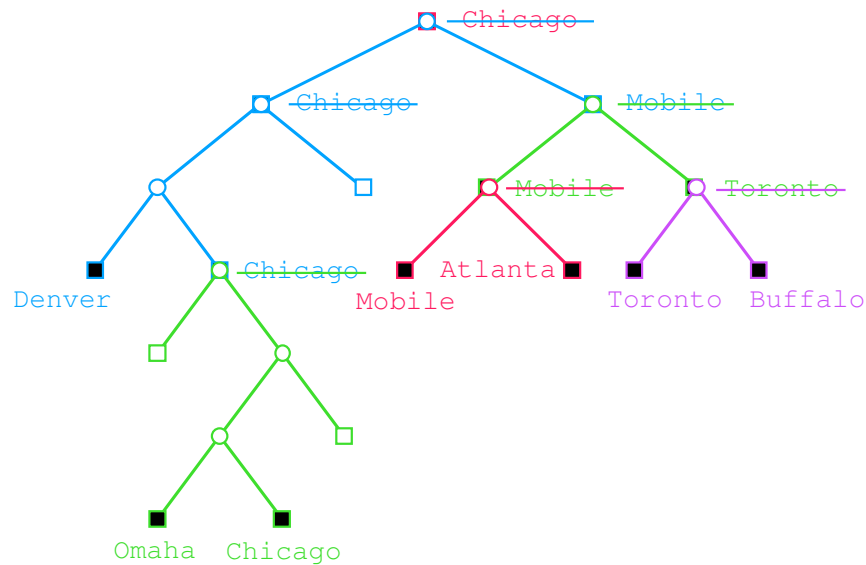 Chicago
Chicago
Mobile
Mobile
Toronto
Chicago
Atlanta
Denver
Mobile
Toronto
Buffalo
Omaha
Chicago